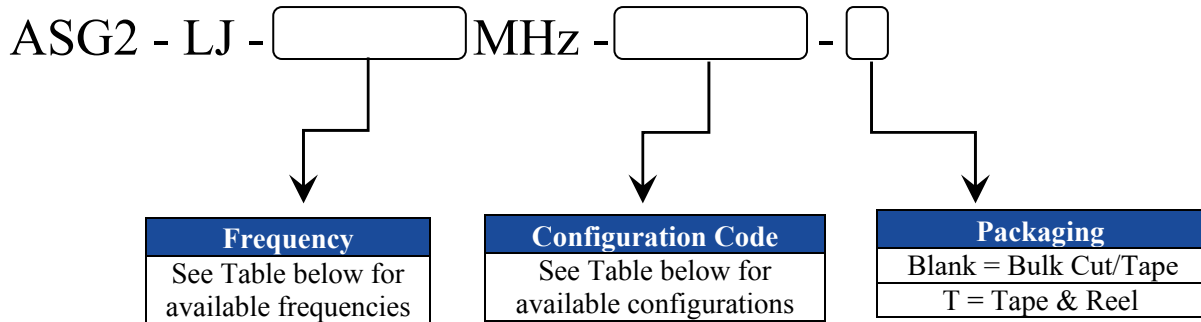 ASG2 - LJ - MHz - -
Frequency
See Table below for
available frequencies
Configuration Code
See Table below for
available configurations
Packaging
Blank = Bulk Cut/Tape
T = Tape & Reel